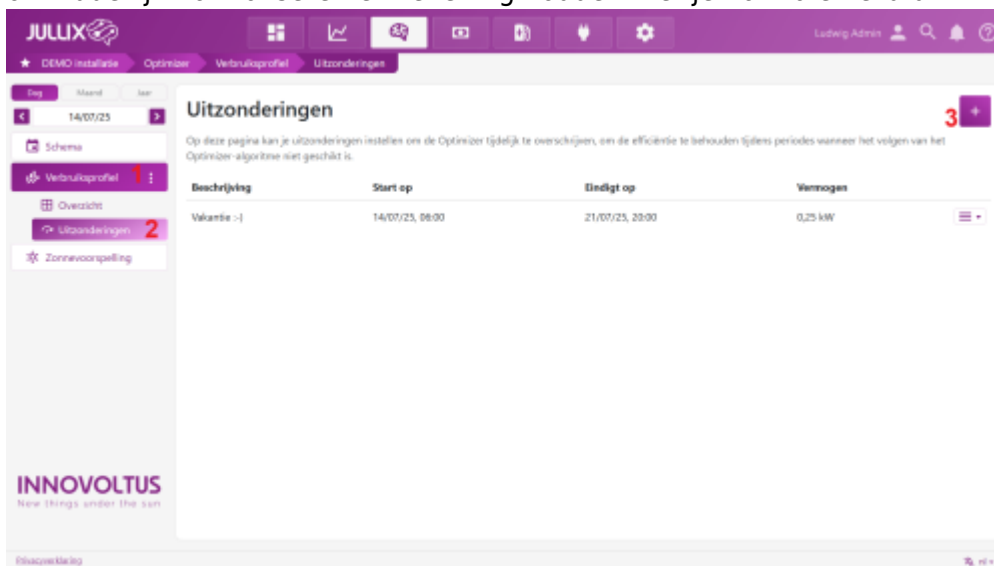 JULLIX
Ludwig Admin
DEMO installatie Optimizer Verbruiksprofiel Uitzonderingen
Dag Maand Jaar
14/07/25
Schema
Verbruiksprofiel 1
Overzicht
Uitzonderingen 2
Zonnevoorspelling
Uitzonderingen
3 +
Op deze pagina kan je uitzonderingen instellen om de Optimizer tijdelijk te overschrijven, om de efficiëntie te behouden tijdens periodes wanneer het volgen van het
Optimizer-algoritme niet geschikt is.
Beschrijving Start op Eindigt op Vermogen
Vakantie :-) 14/07/25, 06:00 21/07/25, 20:00 0,25 kW
INNOVOLTUS
New things under the sun
Privacyverklaring
nl